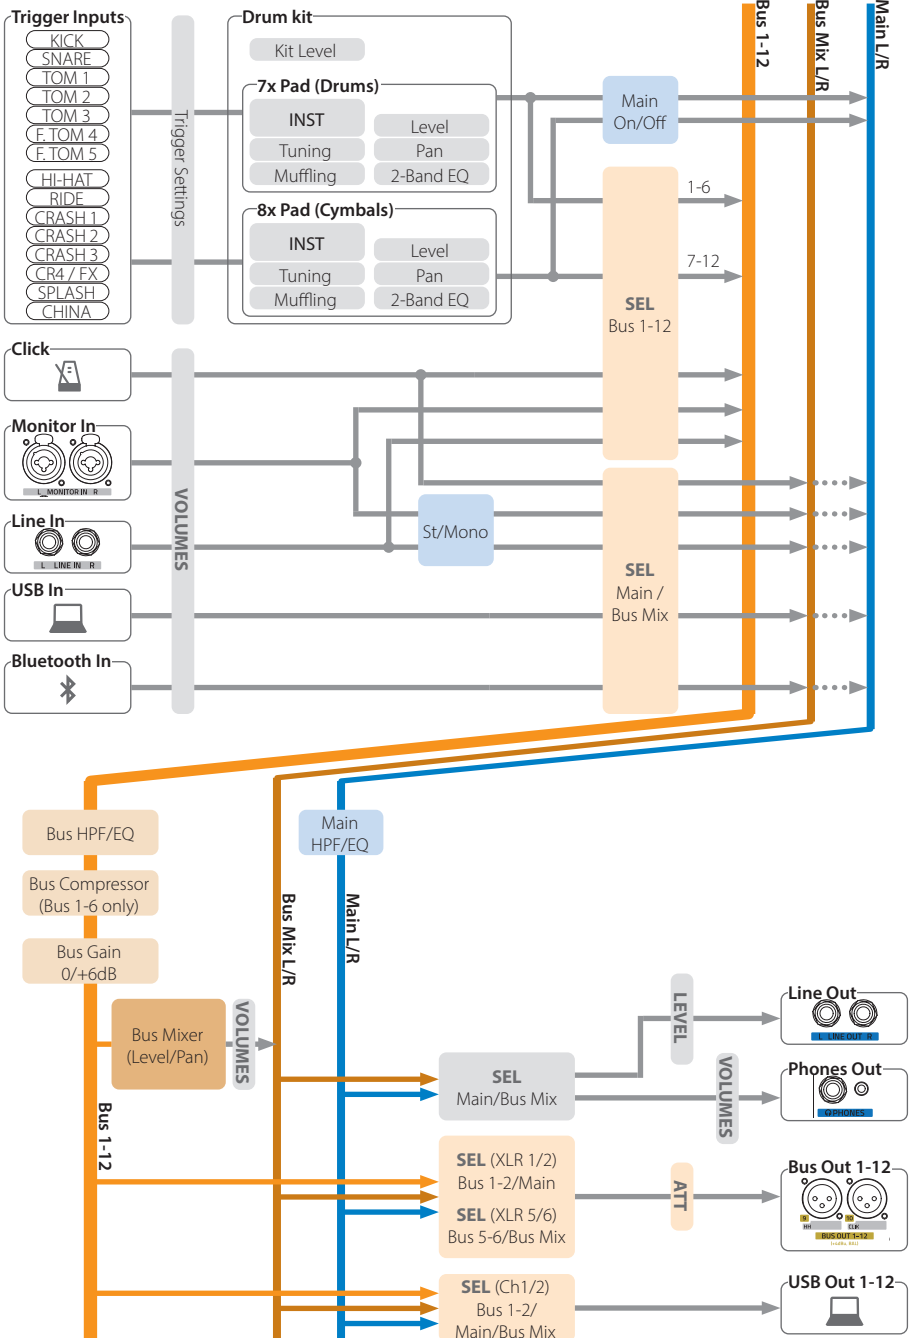 Trigger Inputs
KICK
SNARE
TOM 1
TOM 2
TOM 3
F. TOM 4
F. TOM 5
HI-HAT
RIDE
CRASH 1
CRASH 2
CRASH 3
CR4 / FX
SPLASH
CHINA
Trigger Settings
Drum kit
Kit Level
7x Pad (Drums)
INST
Tuning
Muffling
Level
Pan
2-Band EQ
8x Pad (Cymbals)
INST
Tuning
Muffling
Level
Pan
2-Band EQ
Main
On/Off
1-6
7-12
SEL
Bus 1-12
Bus 1-12
Bus Mix L/R
Main L/R
Click
Monitor In
L MONITOR IN R
Line In
L LINE IN R
USB In
Bluetooth In
VOLUMES
St/Mono
SEL
Main /
Bus Mix
Bus HPF/EQ
Bus Compressor
(Bus 1-6 only)
Bus Gain
0/+6dB
Main
HPF/EQ
Bus Mix L/R
Main L/R
Bus Mixer
(Level/Pan)
VOLUMES
Bus 1-12
SEL
Main/Bus Mix
LEVEL
VOLUMES
Line Out
L LINE OUT R
Phones Out
PHONES
SEL (XLR 1/2)
Bus 1-2/Main
SEL (XLR 5/6)
Bus 5-6/Bus Mix
ATT
Bus Out 1-12
9
10
HH
CLIK
BUS OUT 1-12
SEL (Ch1/2)
Bus 1-2/
Main/Bus Mix
USB Out 1-12